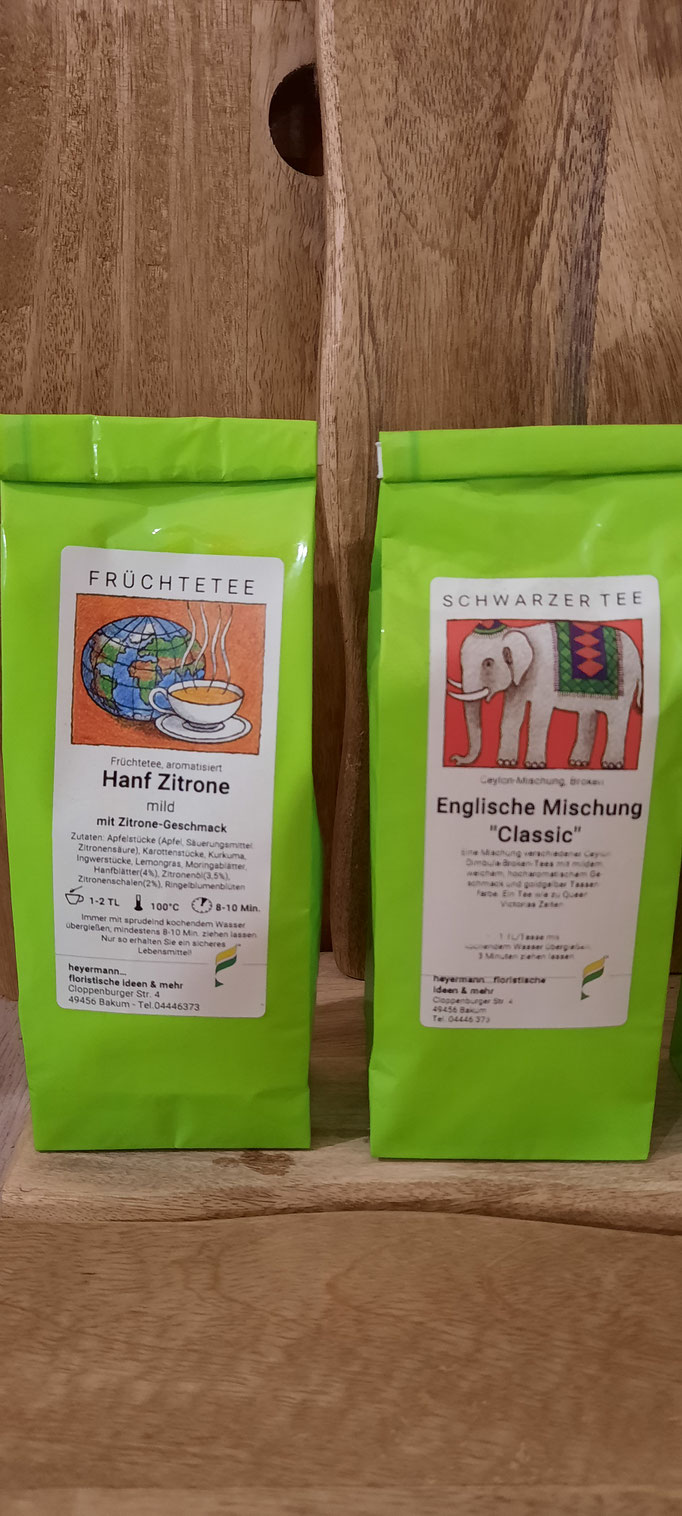 FRÜCHTETEE
Früchtetee, aromatisiert
Hanf Zitrone
mild
mit Zitrone-Geschmack
Zutaten: Apfelstücke (Apfel, Säuerungsmittel:
Zitronensäure), Karottenstücke, Kurkuma,
Ingwerstücke, Lemongras, Moringablätter,
Hanfblätter(4%), Zitronenöl(3,5%),
Zitronenschalen(2%), Ringelblumenblüten
1-2 TL 100°C 8-10 Min.
Immer mit sprudelnd kochendem Wasser
übergießen, mindestens 8-10 Min. ziehen lassen.
Nur so erhalten Sie ein sicheres
Lebensmittel!
heyermann...
floristische ideen & mehr
Cloppenburger Str. 4
49456 Bakum - Tel.04446373
SCHWARZER TEE
Ceylon-Mischung, Broken
Englische Mischung
"Classic"
Eine Mischung verschiedener Ceylon
Dimbula-Broken-Tees mit mildem,
weichem, hocharomatischem Ge-
schmack und goldgelber Tassen-
Farbe. Ein Tee wie zu Queen
Victorias Zeiten
1 TL/Tasse mit
kochendem Wasser übergießen,
3 Minuten ziehen lassen
heyermann...floristische
ideen & mehr
Cloppenburger Str. 4
49456 Bakum
Tel. 04446 373